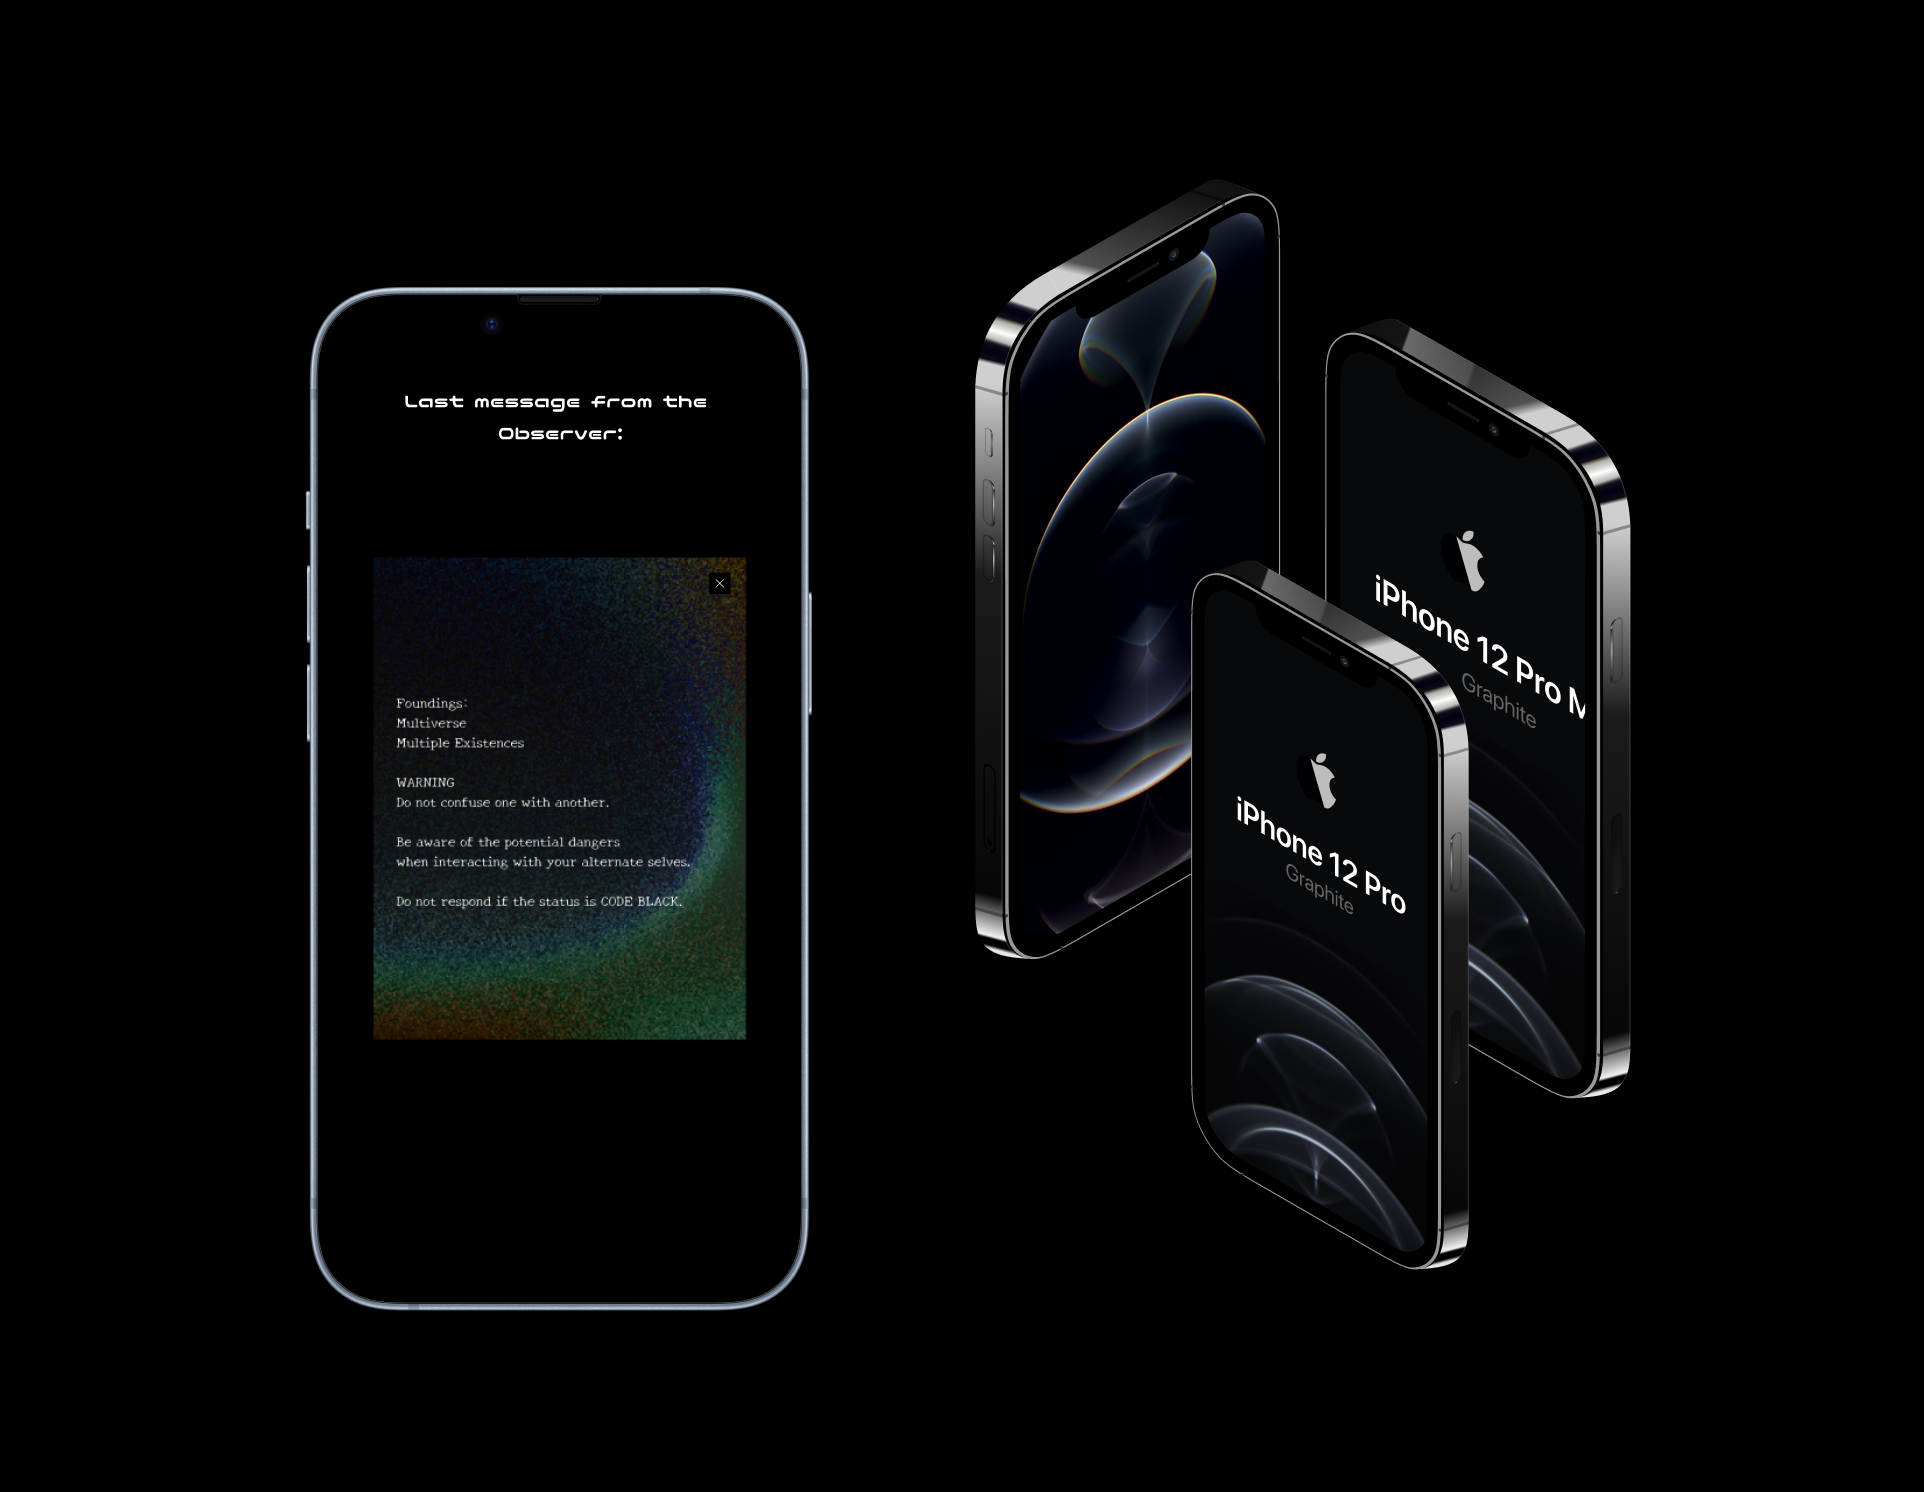 Last message from the
Observer:
Foundings:
Multiverse
Multiple Existences
WARNING
Do not confuse one with another.
Be aware of the potential dangers
when interacting with your alternate selves.
Do not respond if the status is CODE BLACK.
iPhone 12 Pro M
Graphite
iPhone 12 Pro
Graphite